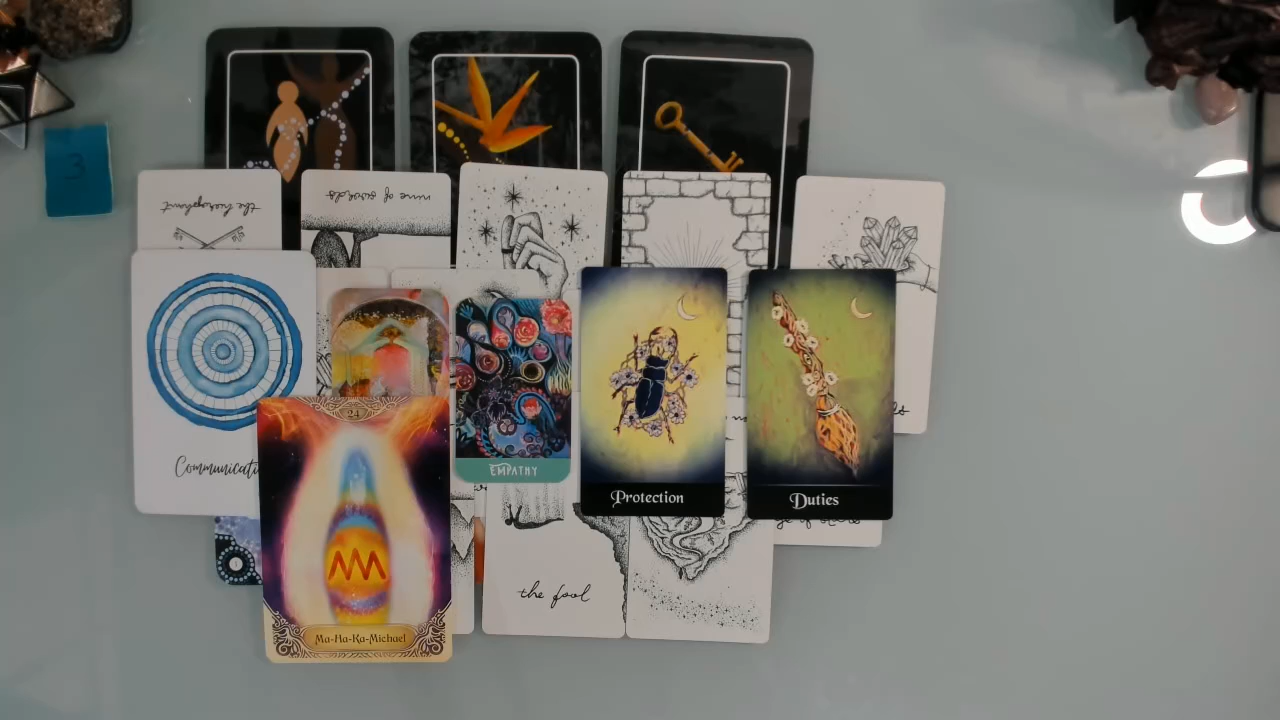 3
the hierophant
nine of swords
Communicati
24
EMPATHY
Protection
Duties
the fool
Ma-Ha-Ka-Michael